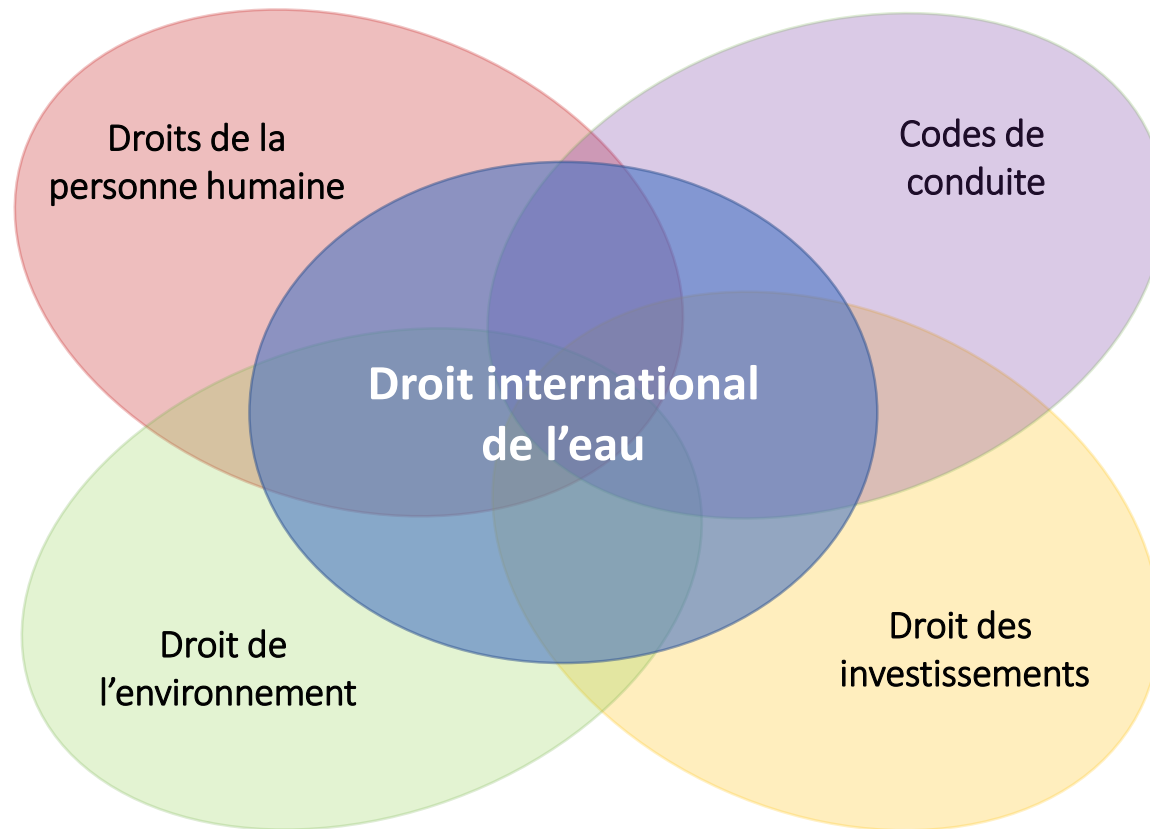 Droits de la
personne humaine
Codes de
conduite
Droit international
de l’eau
Droit de
l’environnement
Droit des
investissements